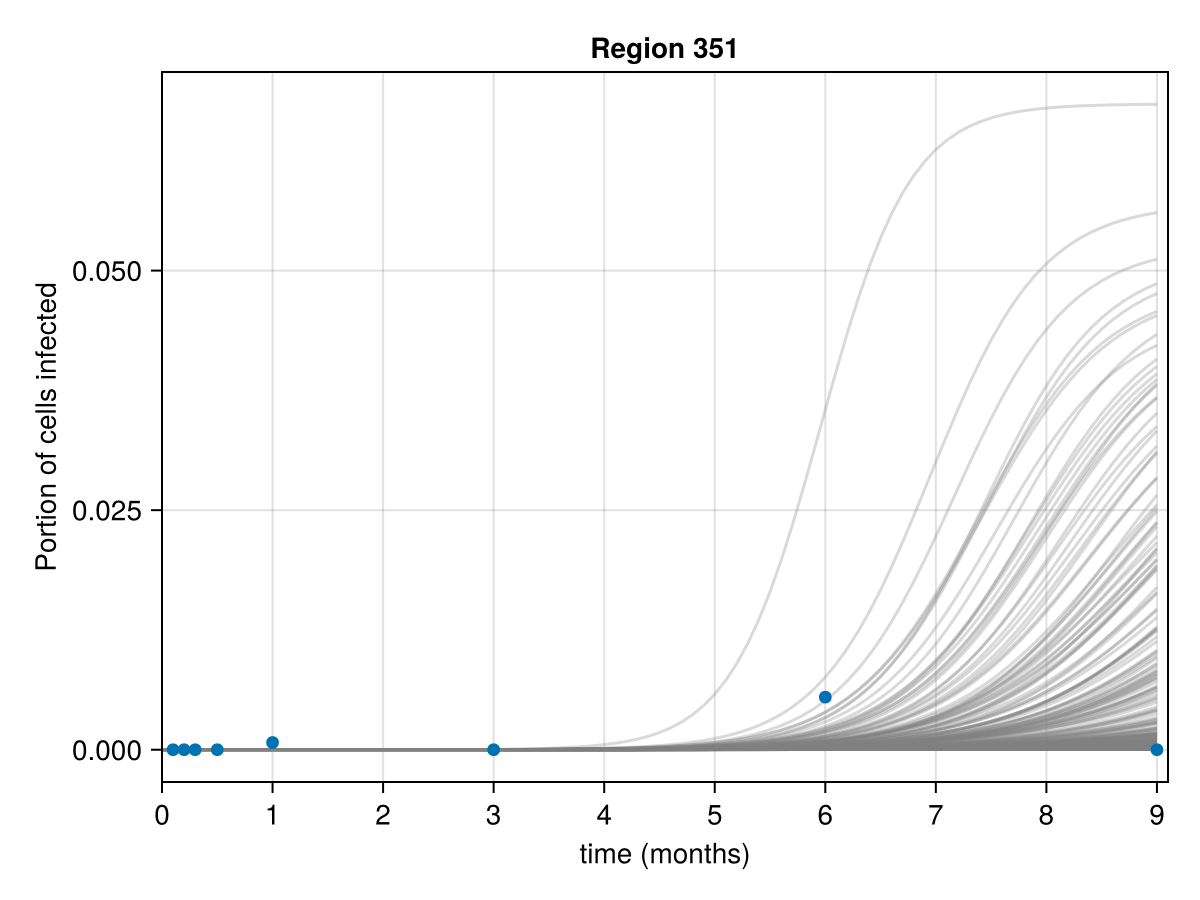 Region 351
Portion of cells infected
0.050
0.025
0.000
0 1 2 3 4 5 6 7 8 9
time (months)